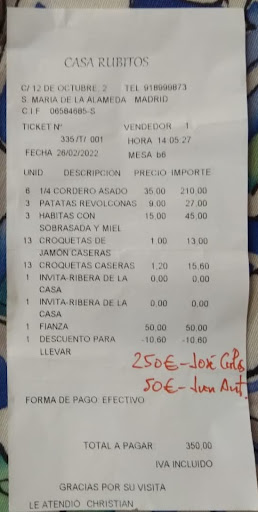 CASA RUBITOS
C/ 12 DE OCTUBRE, 2 TEL 918999873
S. MARIA DE LA ALAMEDA MADRID
C.I.F 06584685-S
TICKET Nº VENDEDOR 1
335/T/ 001 HORA 14:05:27
FECHA 26/02/2022 MESA b6
UNID DESCRIPCION PRECIO IMPORTE
6 1/4 CORDERO ASADO 35,00 210,00
3 PATATAS REVOLCONAS 9,00 27,00
3 HABITAS CON 15,00 45,00
SOBRASADA Y MIEL
13 CROQUETAS DE 1,00 13,00
JAMÓN CASERAS
13 CROQUETAS CASERAS 1,20 15,60
1 INVITA-RIBERA DE LA 0,00 0,00
CASA
1 INVITA-RIBERA DE LA 0,00 0,00
CASA
1 FIANZA 50,00 50,00
1 DESCUENTO PARA -10,60 -10,60
LLEVAR
250€-José
50€-Juan Ant.
FORMA DE PAGO: EFECTIVO
TOTAL A PAGAR: 350,00
IVA INCLUIDO
GRACIAS POR SU VISITA
LE ATENDIO CHRISTIAN